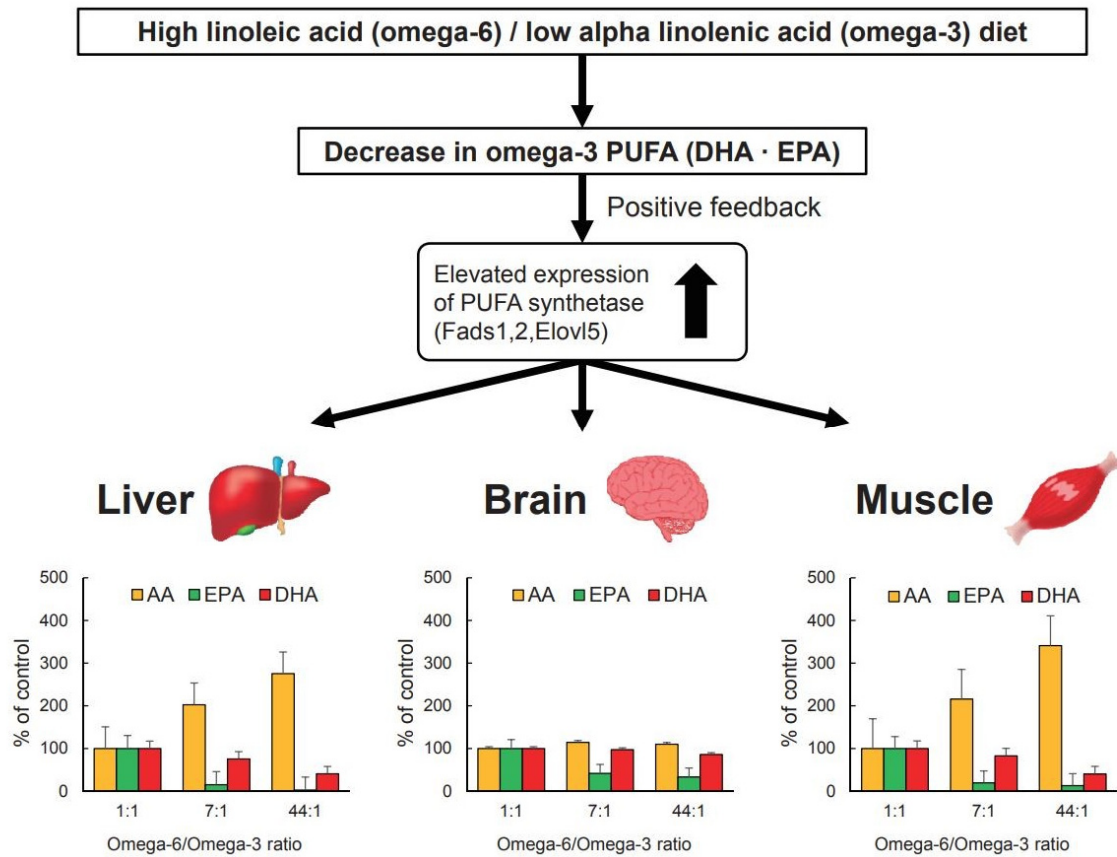 High linoleic acid (omega-6) / low alpha linolenic acid (omega-3) diet
Decrease in omega-3 PUFA (DHA · EPA)
Positive feedback
Elevated expression
of PUFA synthetase
(Fads1,2,Elovl5)
Liver
Brain
Muscle
500
400
300
200
100
0
% of control
AA EPA DHA
1:1 7:1 44:1
Omega-6/Omega-3 ratio
500
400
300
200
100
0
% of control
AA EPA DHA
1:1 7:1 44:1
Omega-6/Omega-3 ratio
500
400
300
200
100
0
% of control
AA EPA DHA
1:1 7:1 44:1
Omega-6/Omega-3 ratio